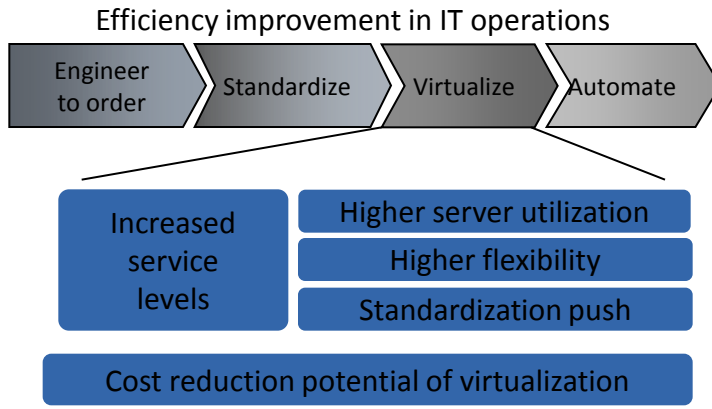 Efficiency improvement in IT operations
Engineer
to order
Standardize
Virtualize
Automate
Increased
service
levels
Higher server utilization
Higher flexibility
Standardization push
Cost reduction potential of virtualization